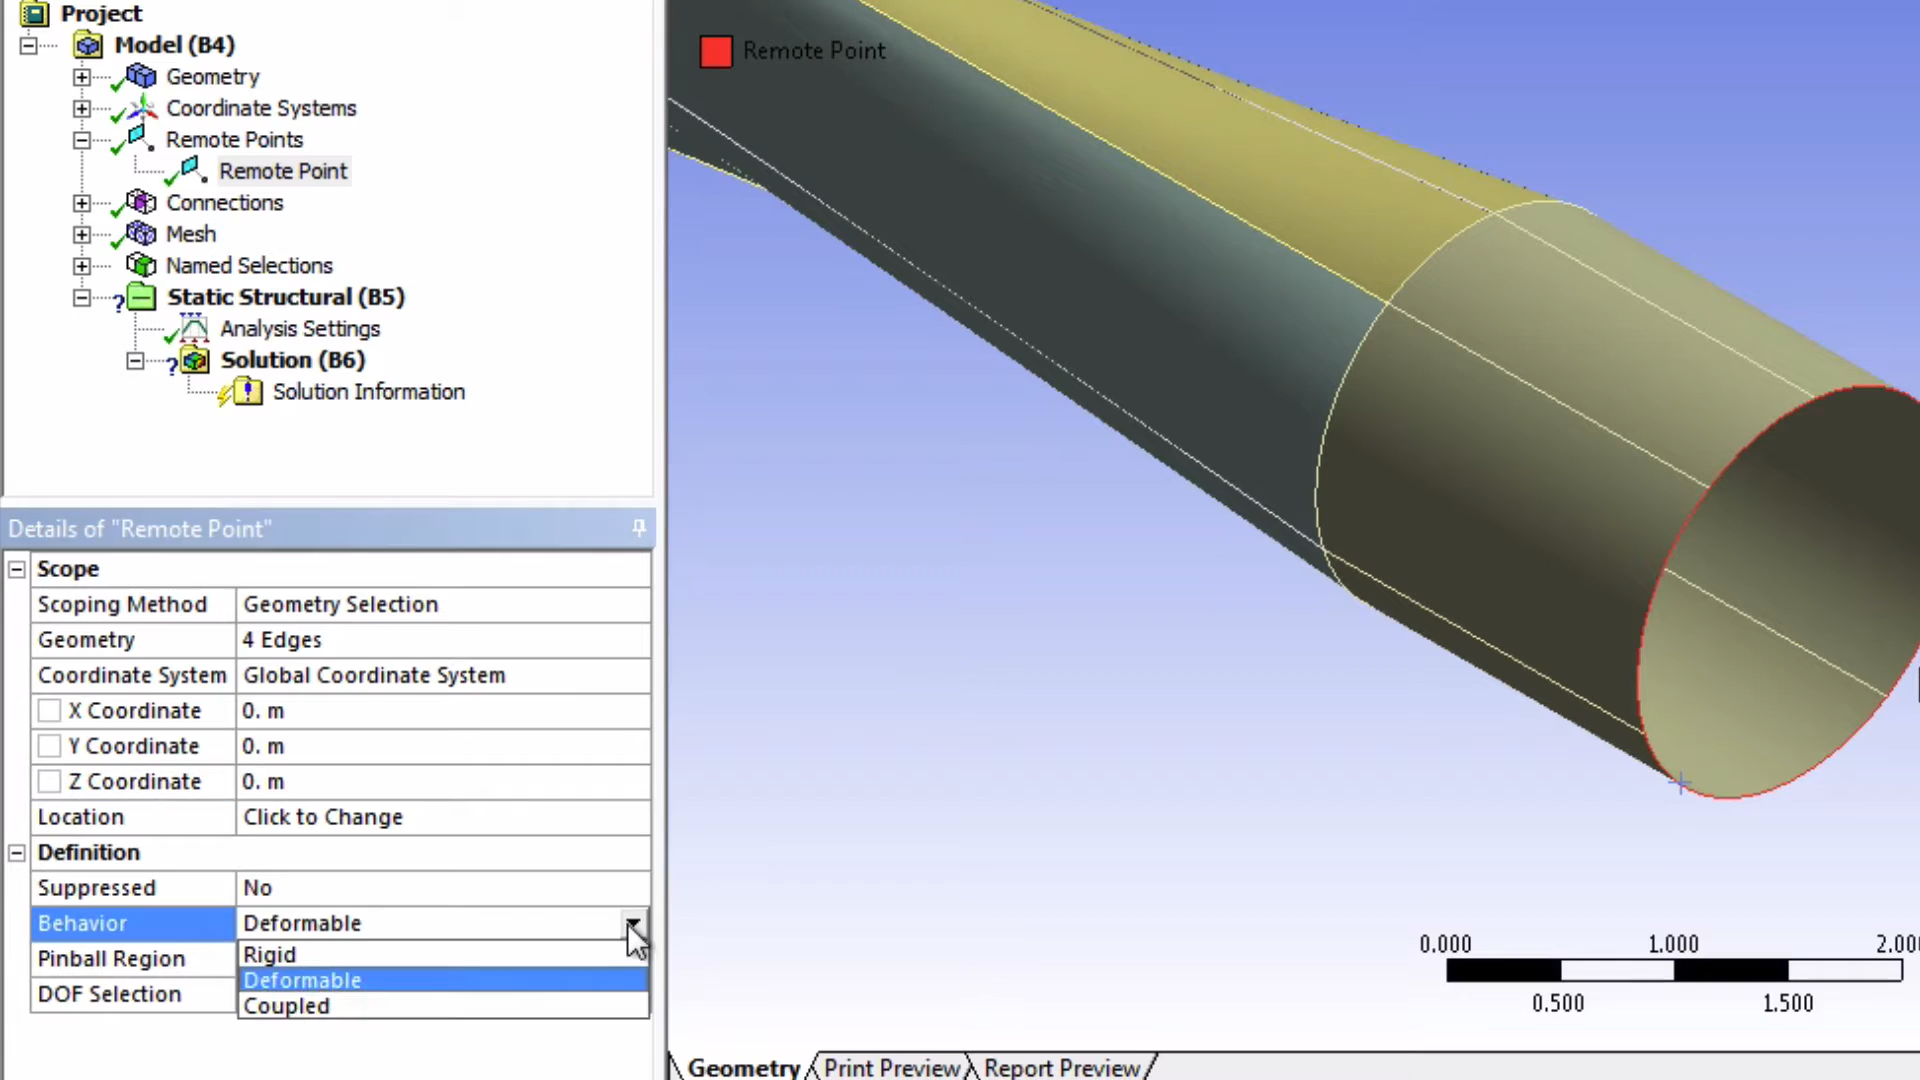 Project
Model (B4)
Geometry
Coordinate Systems
Remote Points
Remote Point
Connections
Mesh
Named Selections
Static Structural (B5)
Analysis Settings
Solution (B6)
Solution Information
Details of "Remote Point"
Scope
Scoping Method Geometry Selection
Geometry 4 Edges
Coordinate System Global Coordinate System
X Coordinate 0. m
Y Coordinate 0. m
Z Coordinate 0. m
Location Click to Change
Definition
Suppressed No
Behavior Deformable
Pinball Region
DOF Selection
Rigid
Deformable
Coupled
Remote Point
0.000 1.000
0.500 1.500
Geometry Print Preview Report Preview